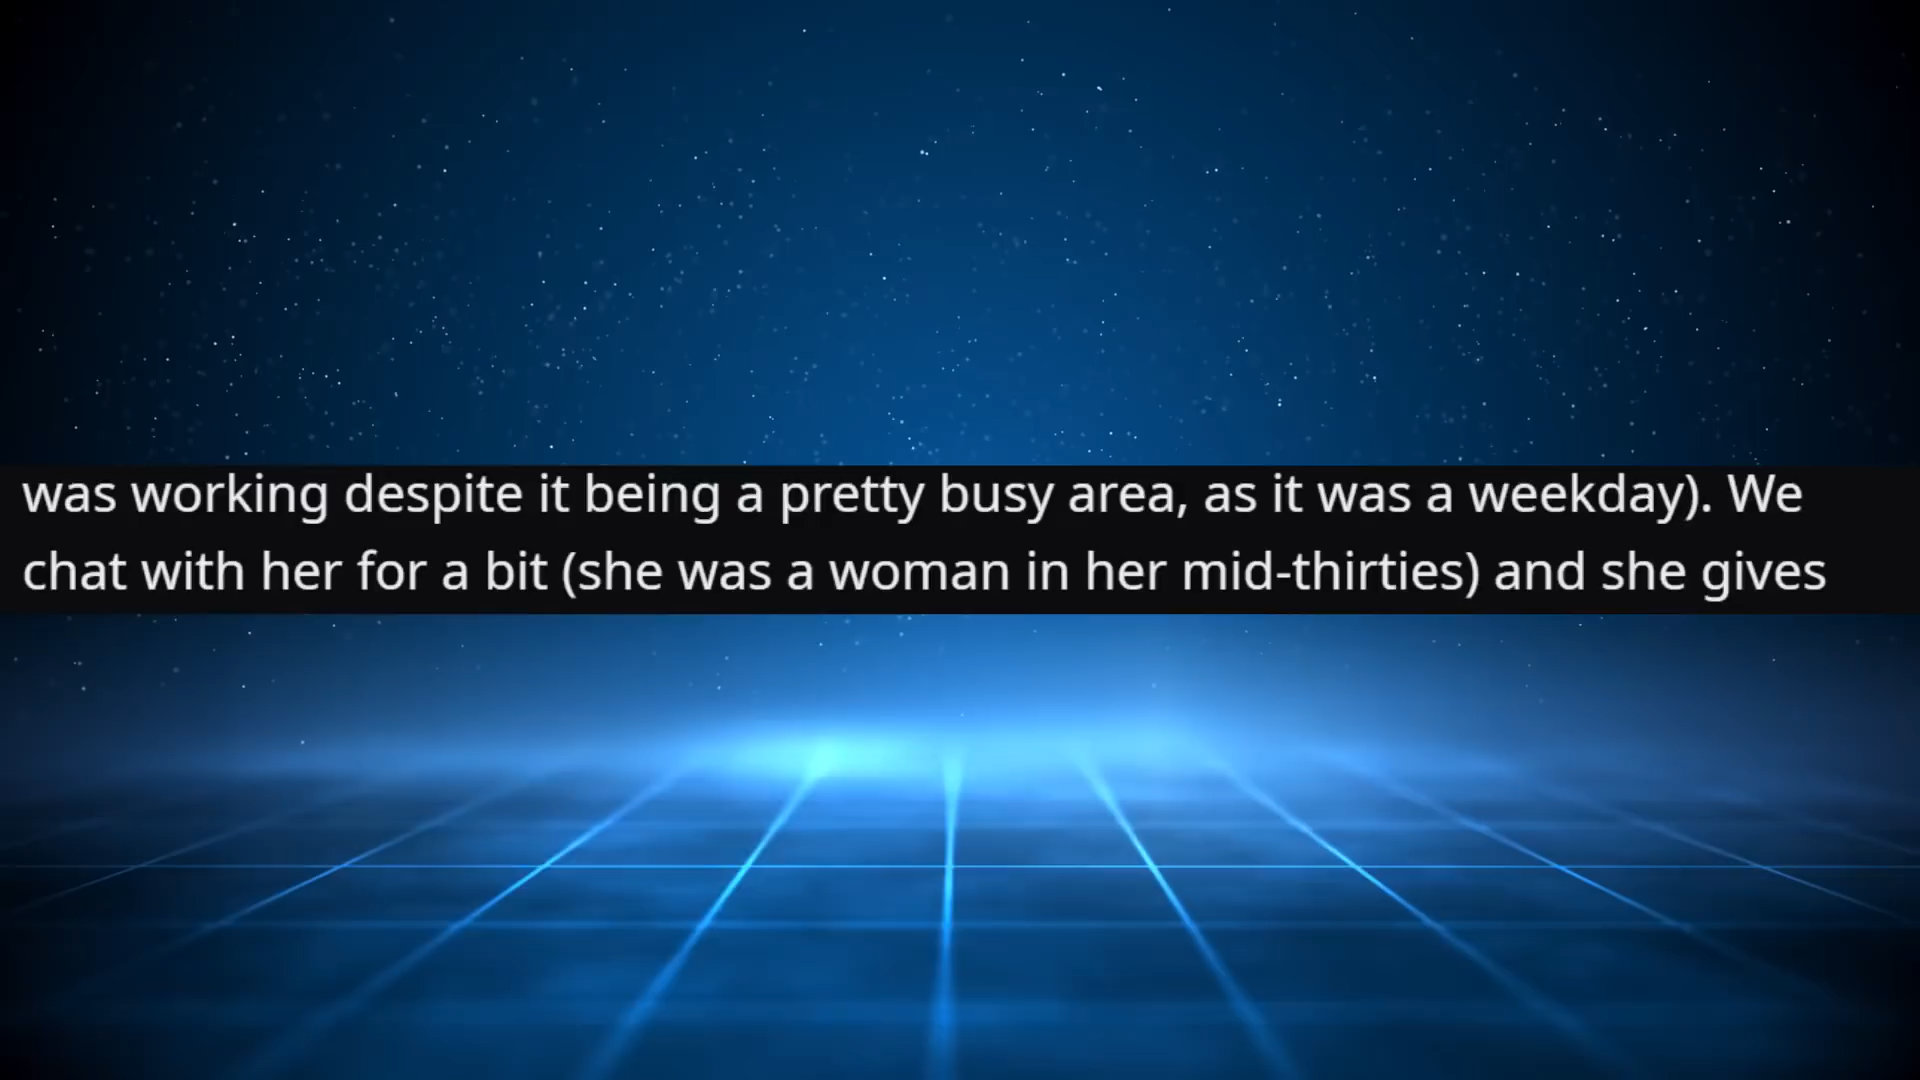 was working despite it being a pretty busy area, as it was a weekday). We
chat with her for a bit (she was a woman in her mid-thirties) and she gives